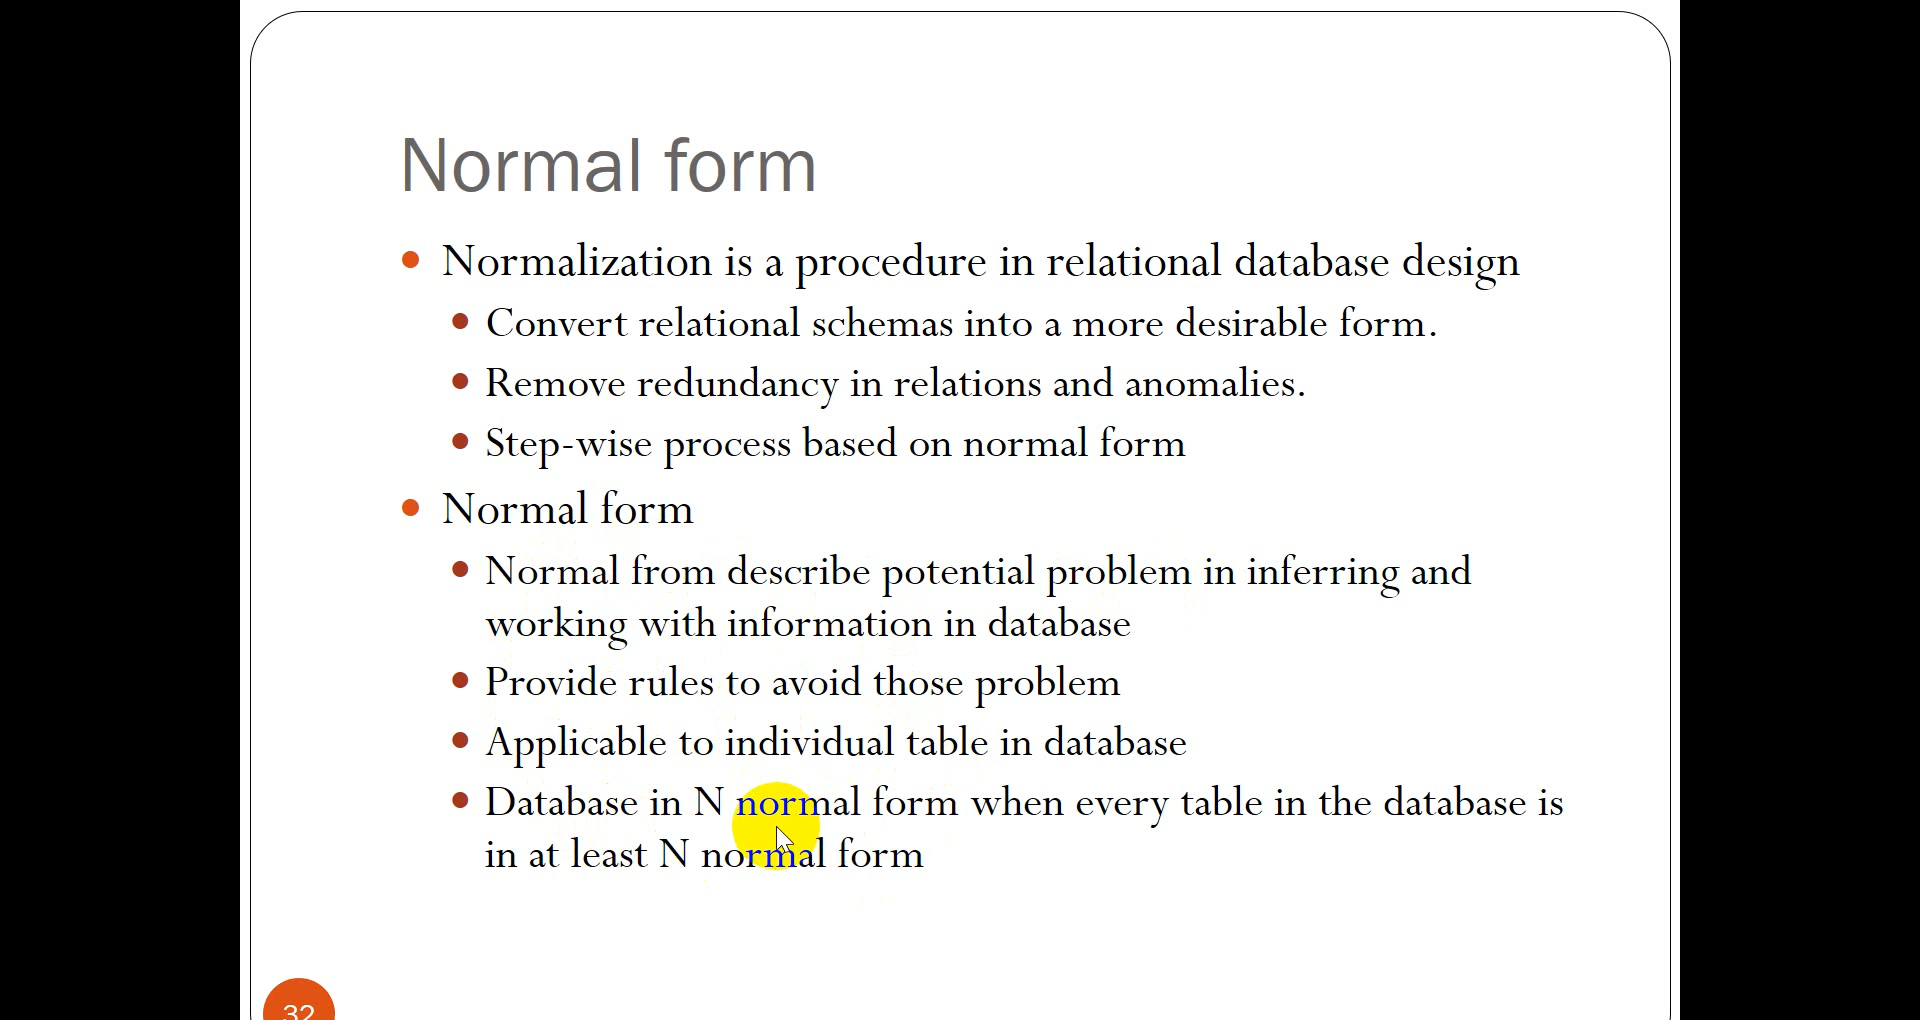 Normal form
Normalization is a procedure in relational database design
Convert relational schemas into a more desirable form.
Remove redundancy in relations and anomalies.
Step-wise process based on normal form
Normal form
Normal from describe potential problem in inferring and
working with information in database
Provide rules to avoid those problem
Applicable to individual table in database
Database in N normal form when every table in the database is
in at least N normal form
32